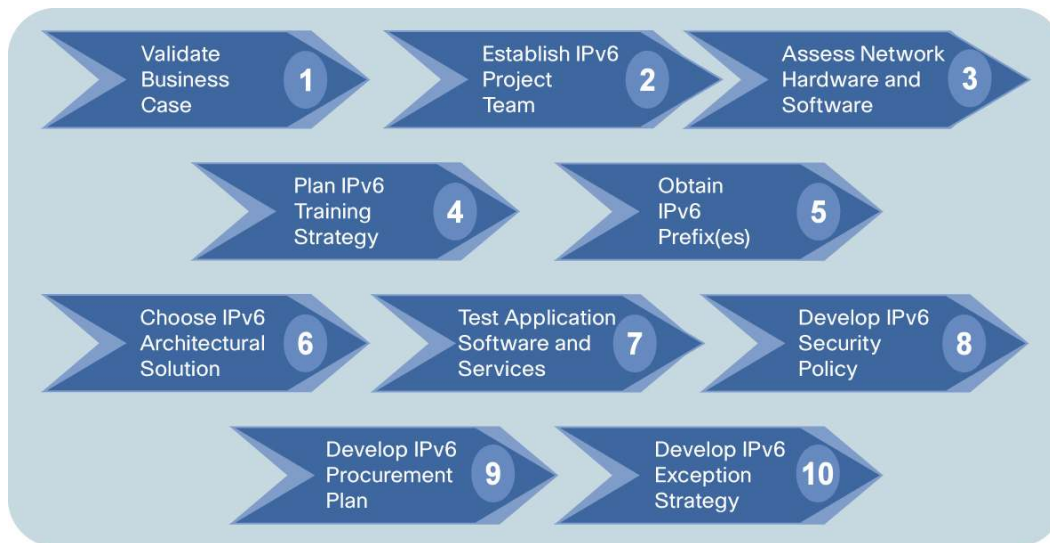 Validate
Business
Case
1
Establish IPv6
Project
Team
2
Assess Network
Hardware and
Software
3
Plan IPv6
Training
Strategy
4
Obtain
IPv6
Prefix(es)
5
Choose IPv6
Architectural
Solution
6
Test Application
Software and
Services
7
Develop IPv6
Security
Policy
8
Develop IPv6
Procurement
Plan
9
Develop IPv6
Exception
Strategy
10